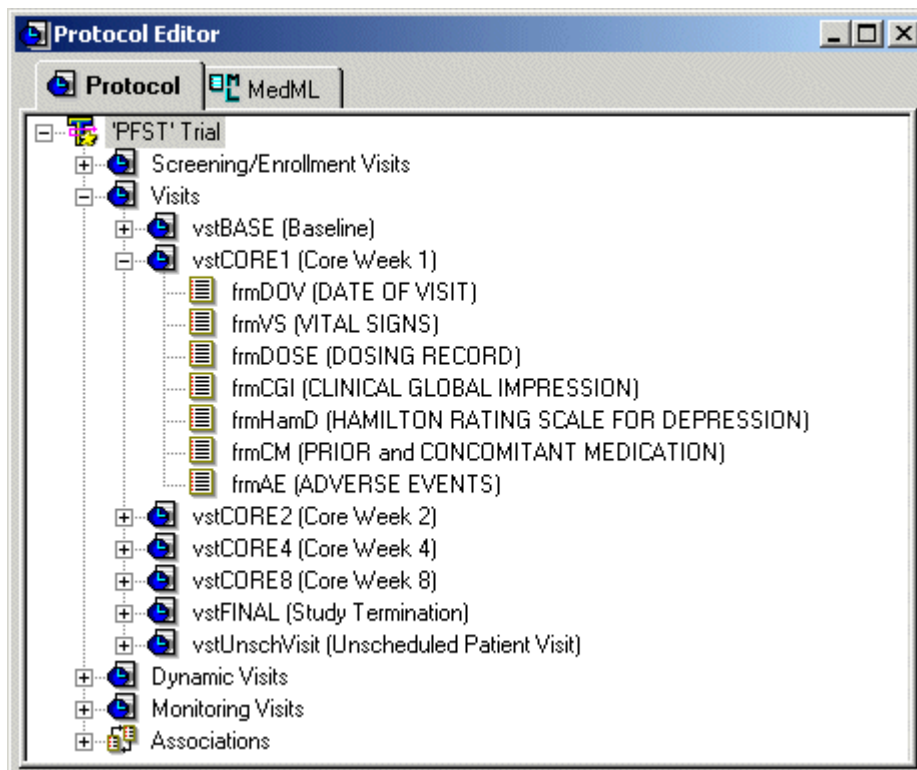 Protocol Editor
Protocol MedML
'PFST' Trial
Screening/Enrollment Visits
Visits
vstBASE (Baseline)
vstCORE1 (Core Week 1)
frmDOV (DATE OF VISIT)
frmVS (VITAL SIGNS)
frmDOSE (DOSING RECORD)
frmCGI (CLINICAL GLOBAL IMPRESSION)
frmHamD (HAMILTON RATING SCALE FOR DEPRESSION)
frmCM (PRIOR and CONCOMITANT MEDICATION)
frmAE (ADVERSE EVENTS)
vstCORE2 (Core Week 2)
vstCORE4 (Core Week 4)
vstCORE8 (Core Week 8)
vstFINAL (Study Termination)
vstUnschVisit (Unscheduled Patient Visit)
Dynamic Visits
Monitoring Visits
Associations